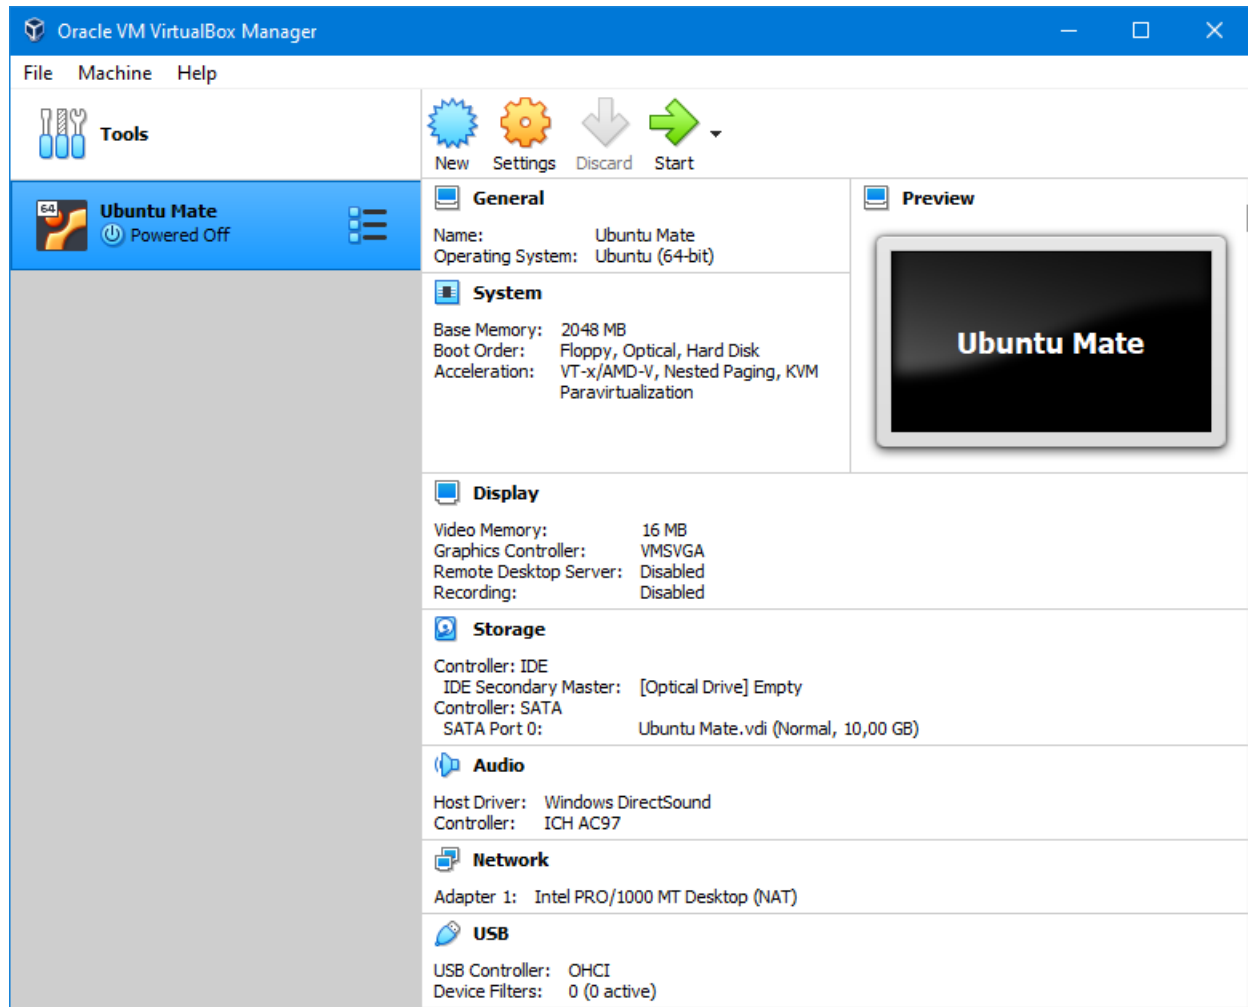 Oracle VM VirtualBox Manager
File Machine Help
Tools
New Settings Discard Start
64
Ubuntu Mate
Powered Off
General
Name: Ubuntu Mate
Operating System: Ubuntu (64-bit)
Preview
Ubuntu Mate
System
Base Memory: 2048 MB
Boot Order: Floppy, Optical, Hard Disk
Acceleration: VT-x/AMD-V, Nested Paging, KVM
Paravirtualization
Display
Video Memory: 16 MB
Graphics Controller: VMSVGA
Remote Desktop Server: Disabled
Recording: Disabled
Storage
Controller: IDE
IDE Secondary Master: [Optical Drive] Empty
Controller: SATA
SATA Port 0: Ubuntu Mate.vdi (Normal, 10,00 GB)
Audio
Host Driver: Windows DirectSound
Controller: ICH AC97
Network
Adapter 1: Intel PRO/1000 MT Desktop (NAT)
USB
USB Controller: OHCI
Device Filters: 0 (0 active)